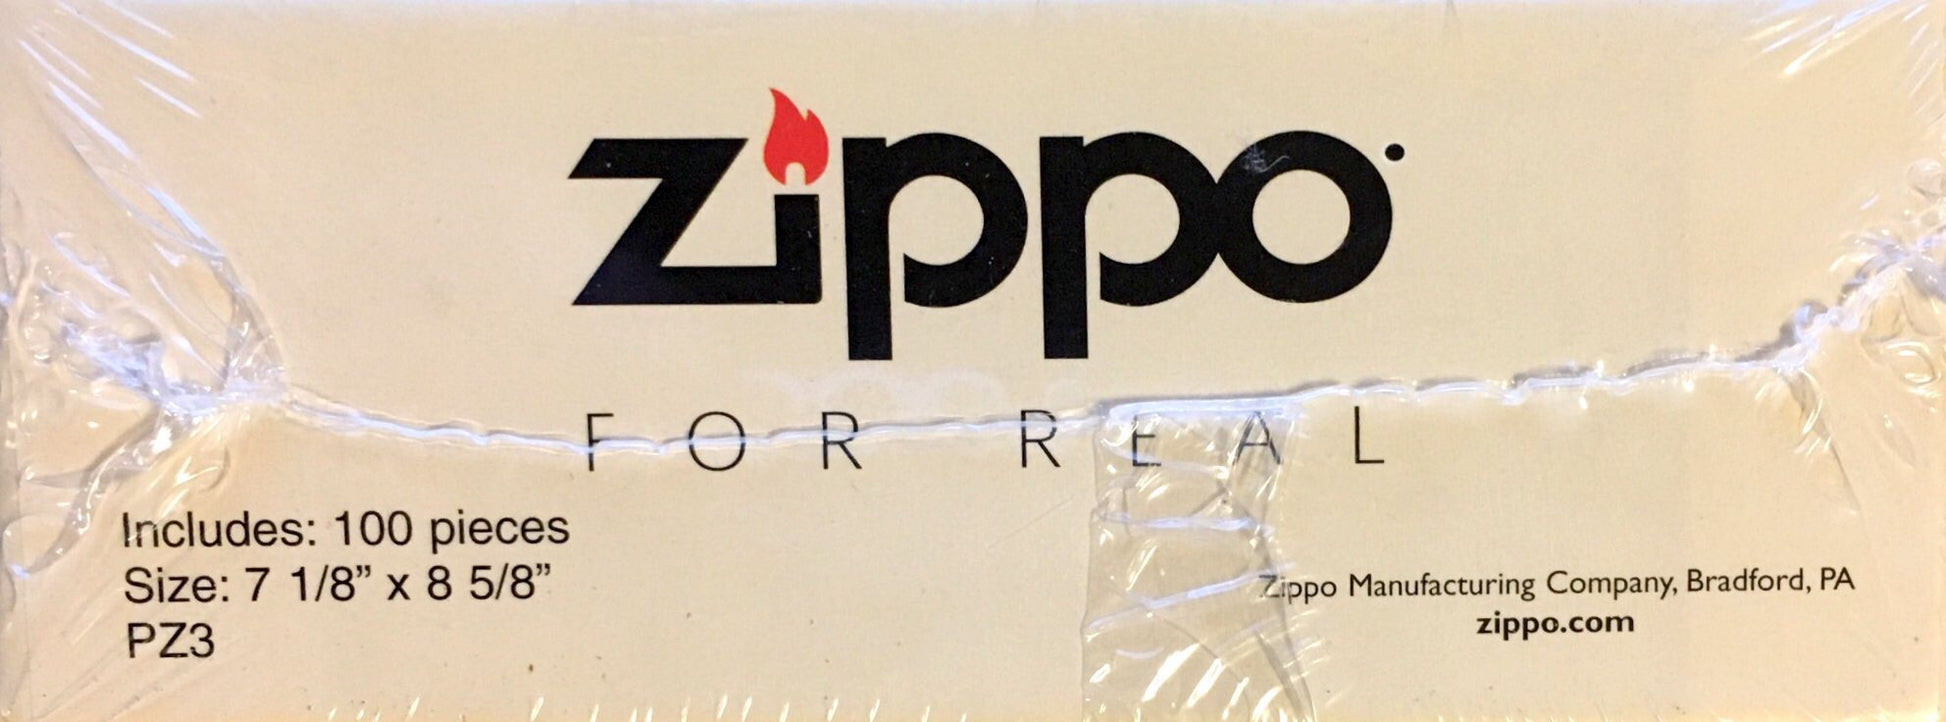 zippo
FOR REAL
Includes: 100 pieces
Size: 7 1/8” x 8 5/8”
PZ3
Zippo Manufacturing Company, Bradford, PA
zippo.com